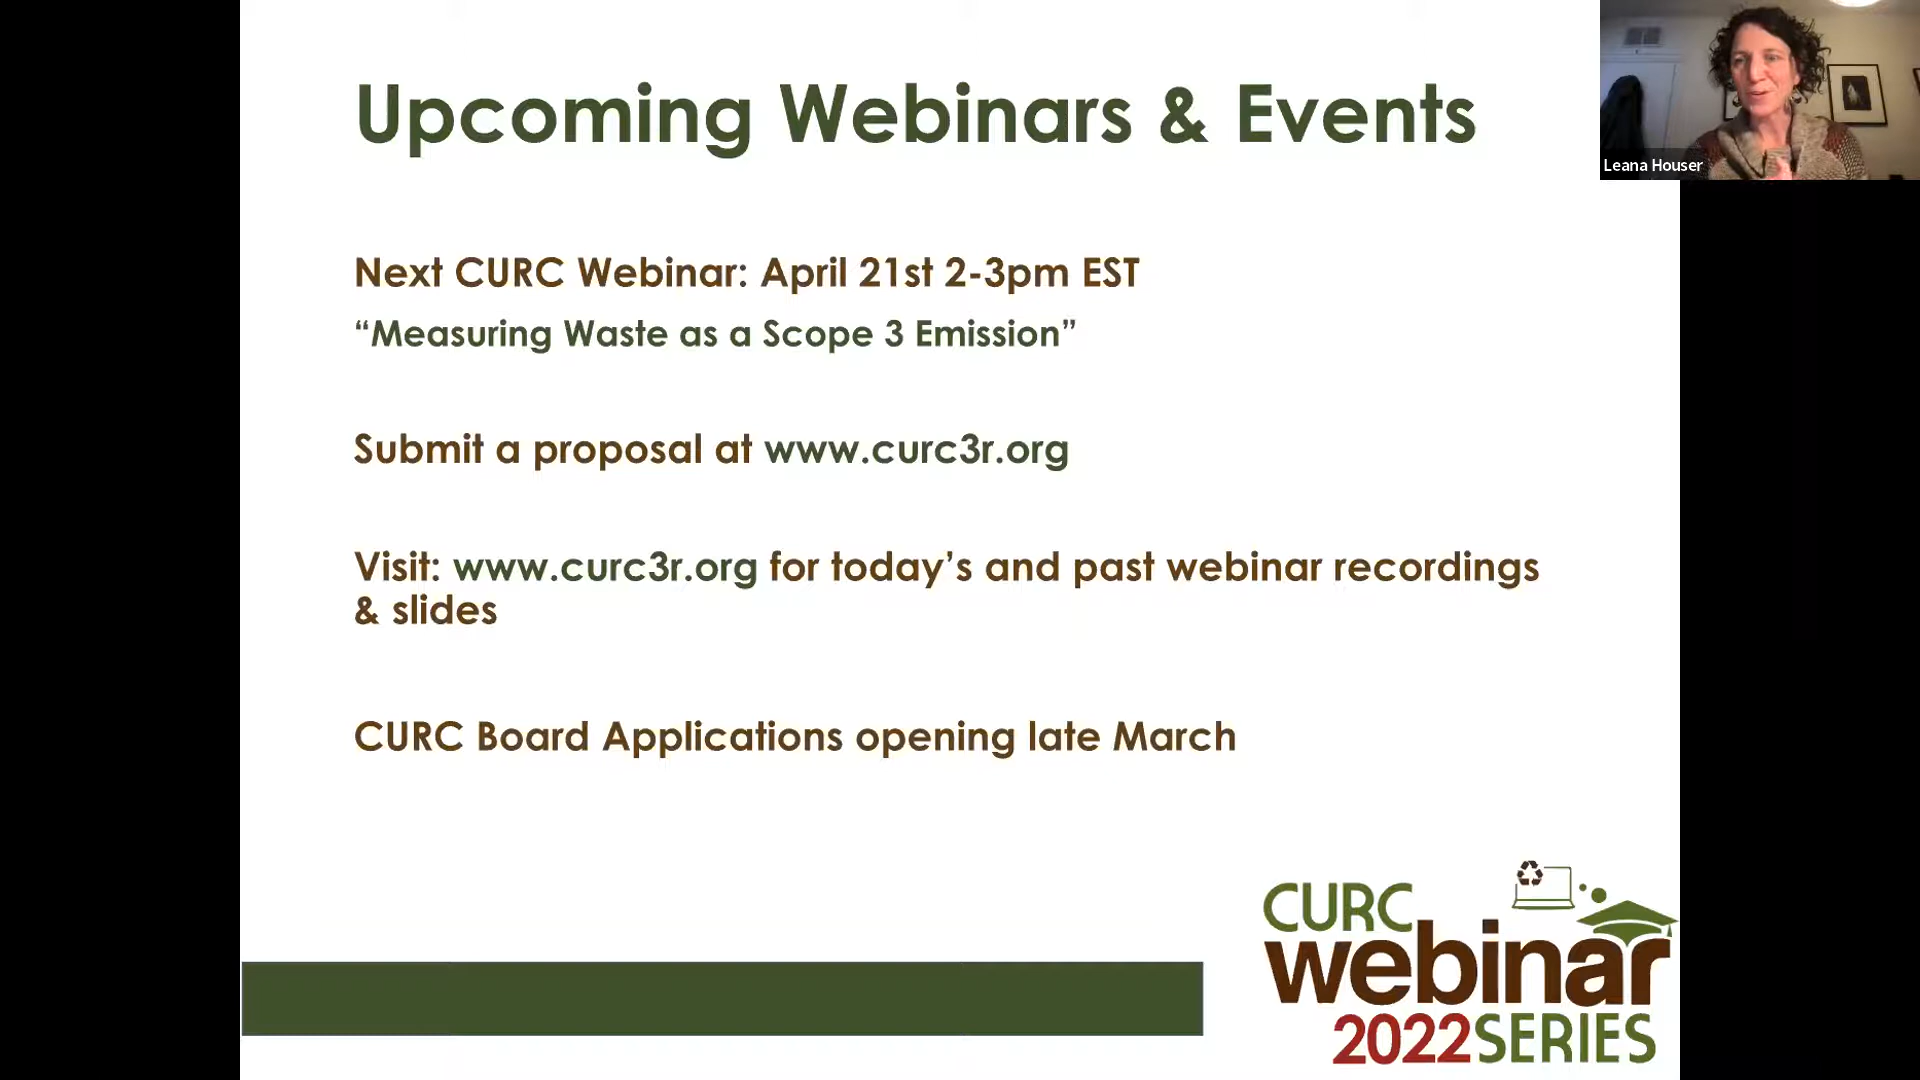 Upcoming Webinars & Events
Leana Houser
Next CURC Webinar: April 21st 2-3pm EST
“Measuring Waste as a Scope 3 Emission”
Submit a proposal at www.curc3r.org
Visit: www.curc3r.org for today’s and past webinar recordings
& slides
CURC Board Applications opening late March
CURC
webinar
2022SERIES